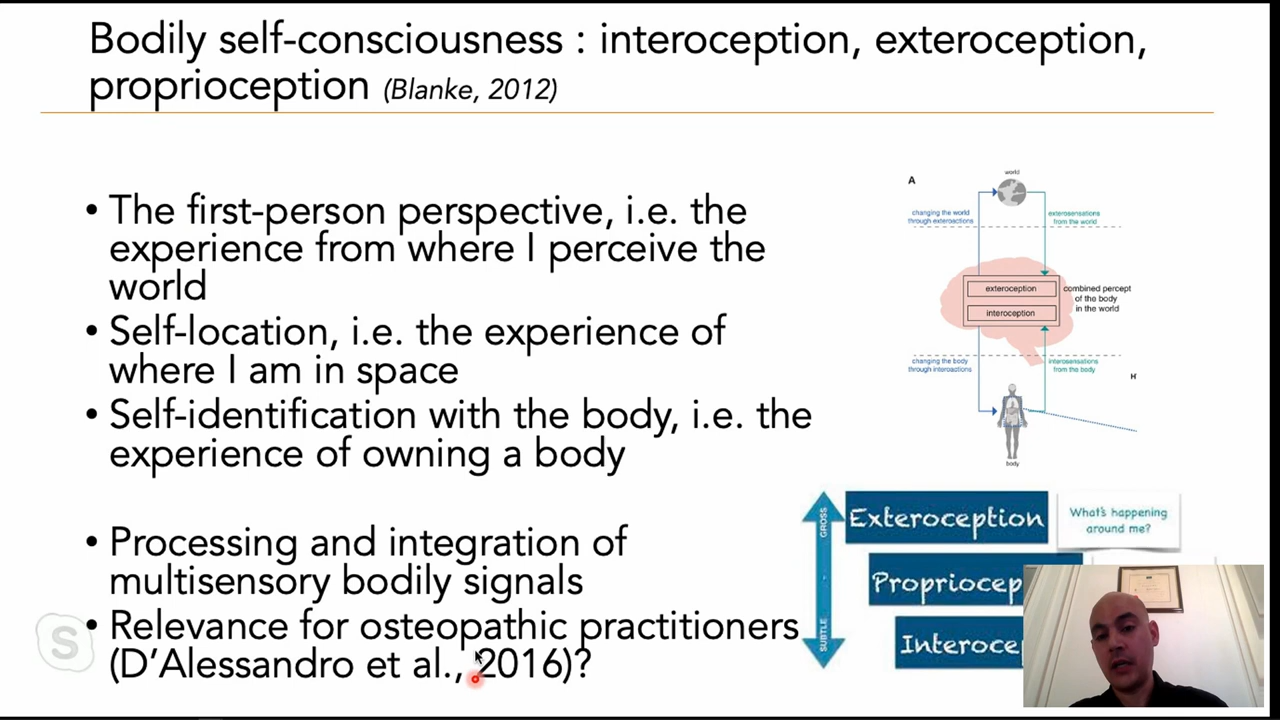 Bodily self-consciousness : interoception, exteroception,
proprioception (Blanke, 2012)
• The first-person perspective, i.e. the
experience from where I perceive the
world
• Self-location, i.e. the experience of
where I am in space
• Self-identification with the body, i.e. the
experience of owning a body
• Processing and integration of
multisensory bodily signals
• Relevance for osteopathic practitioners
(D'Alessandro et al., 2016)?
A
world
changing the world
through exteroactions
exterosensations
from the world
exteroception
interoception
combined percept
of the body
in the world
changing the body
through interoactions
interosensations
from the body
H
body
GROSS
SUBTLE
Exteroception
What's happening
around me?
Propriocep
Interoce
S